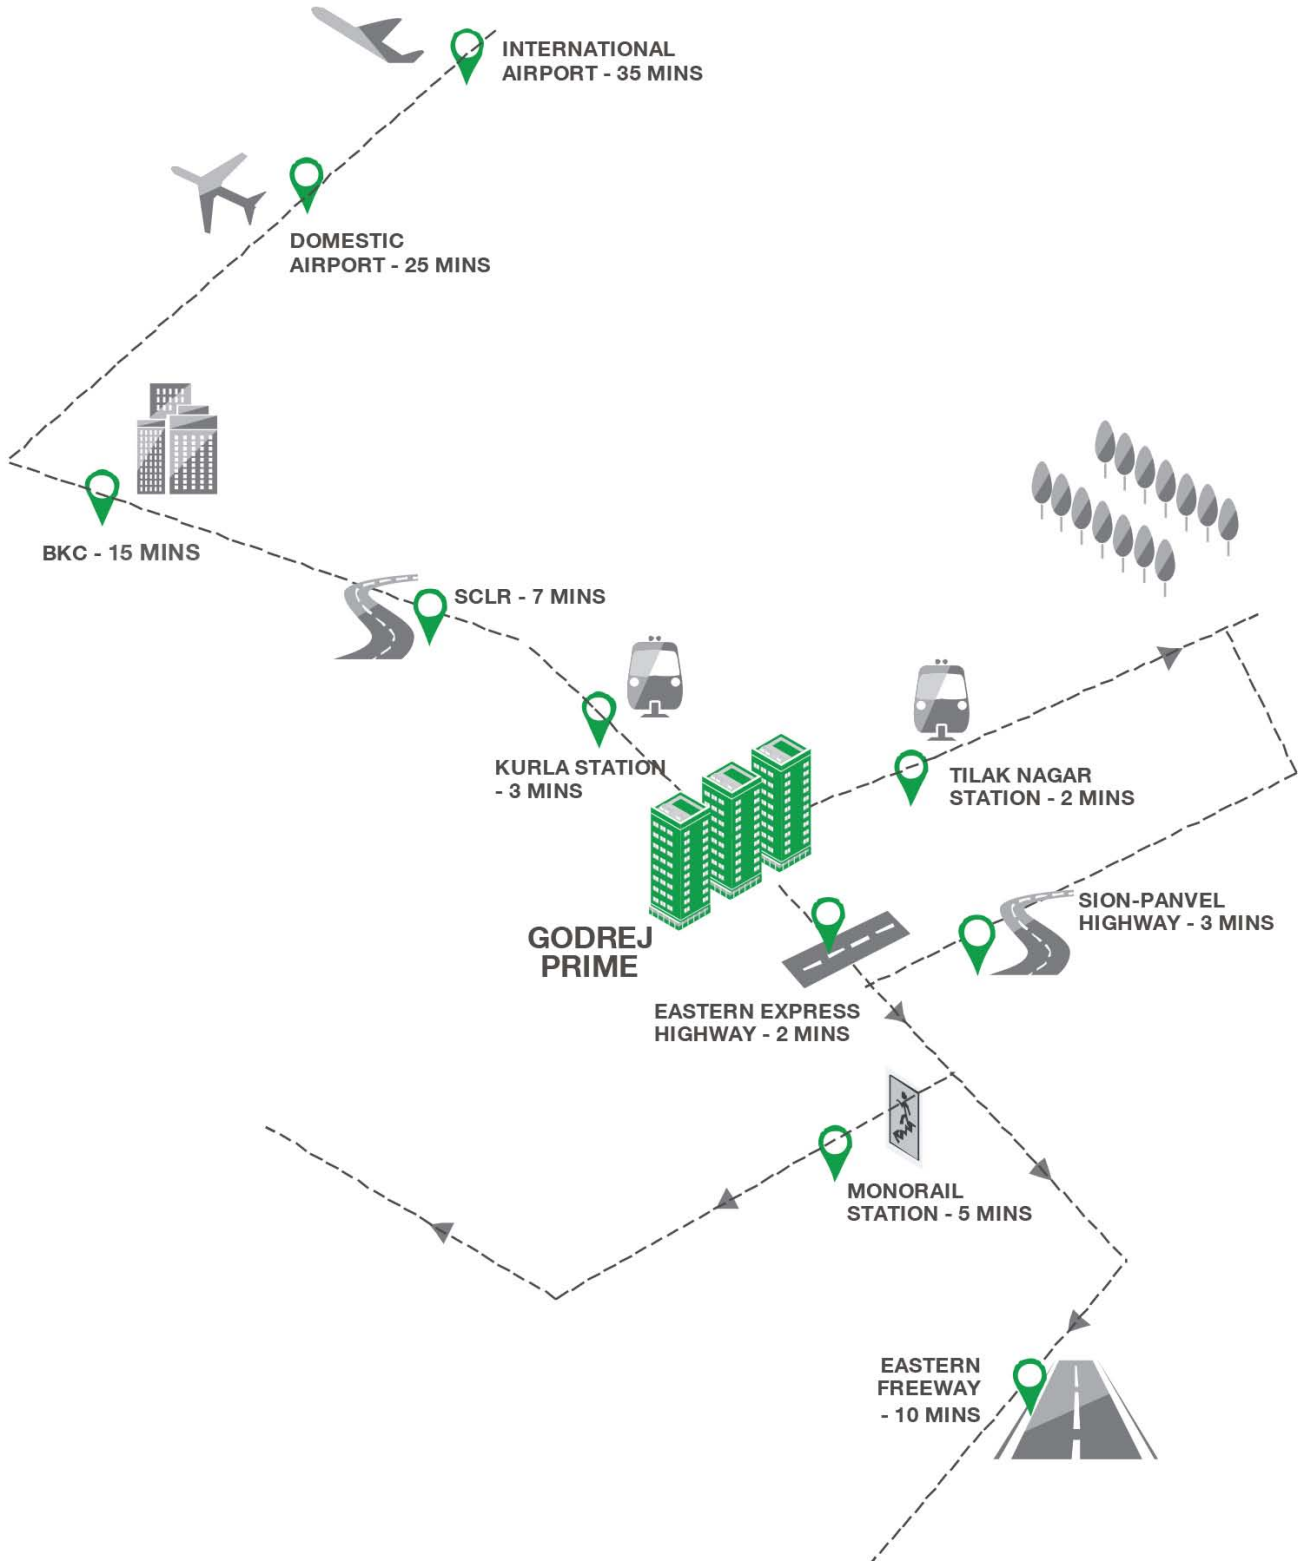 INTERNATIONAL
AIRPORT - 35 MINS
DOMESTIC
AIRPORT - 25 MINS
BKC - 15 MINS
SCLR - 7 MINS
KURLA STATION
- 3 MINS
TILAK NAGAR
STATION - 2 MINS
SION-PANVEL
HIGHWAY - 3 MINS
GODREJ
PRIME
EASTERN EXPRESS
HIGHWAY - 2 MINS
MONORAIL
STATION - 5 MINS
EASTERN
FREEWAY
- 10 MINS